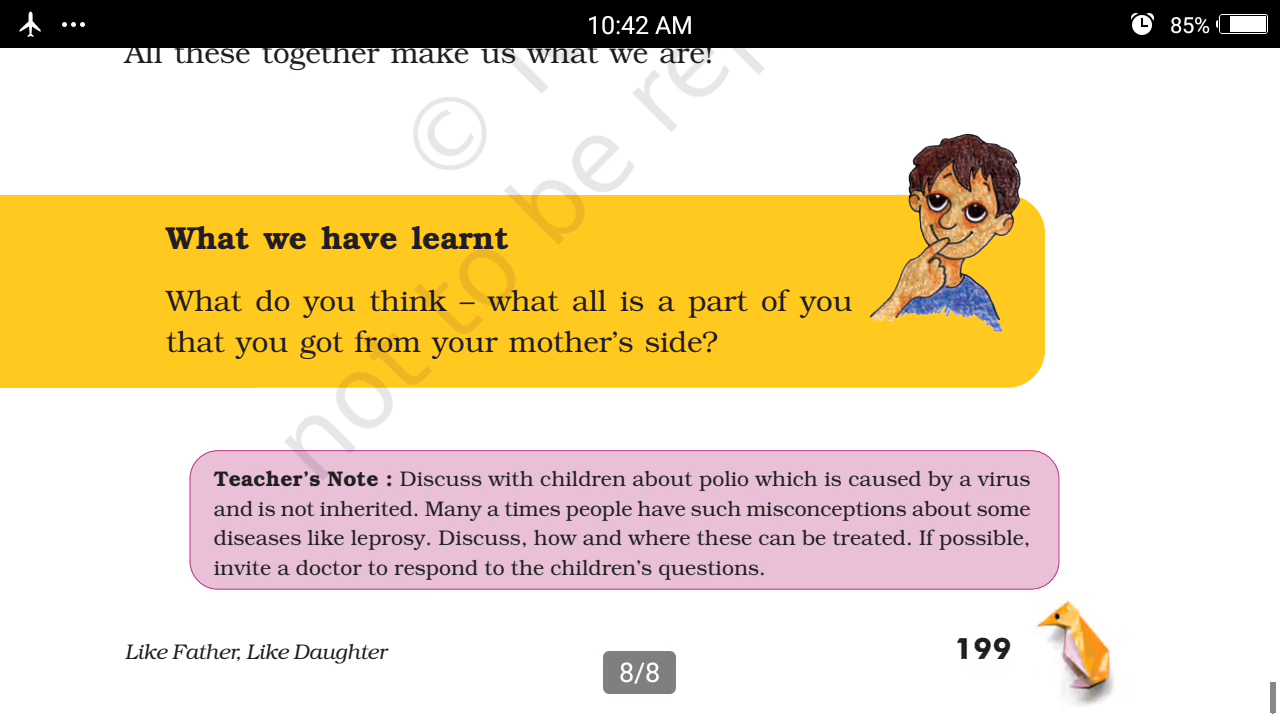 10:42 AM
85%
All these together make us what we are!
©
not to be rep
What we have learnt
What do you think – what all is a part of you
that you got from your mother's side?
Teacher's Note : Discuss with children about polio which is caused by a virus
and is not inherited. Many a times people have such misconceptions about some
diseases like leprosy. Discuss, how and where these can be treated. If possible,
invite a doctor to respond to the children's questions.
Like Father, Like Daughter
199
8/8